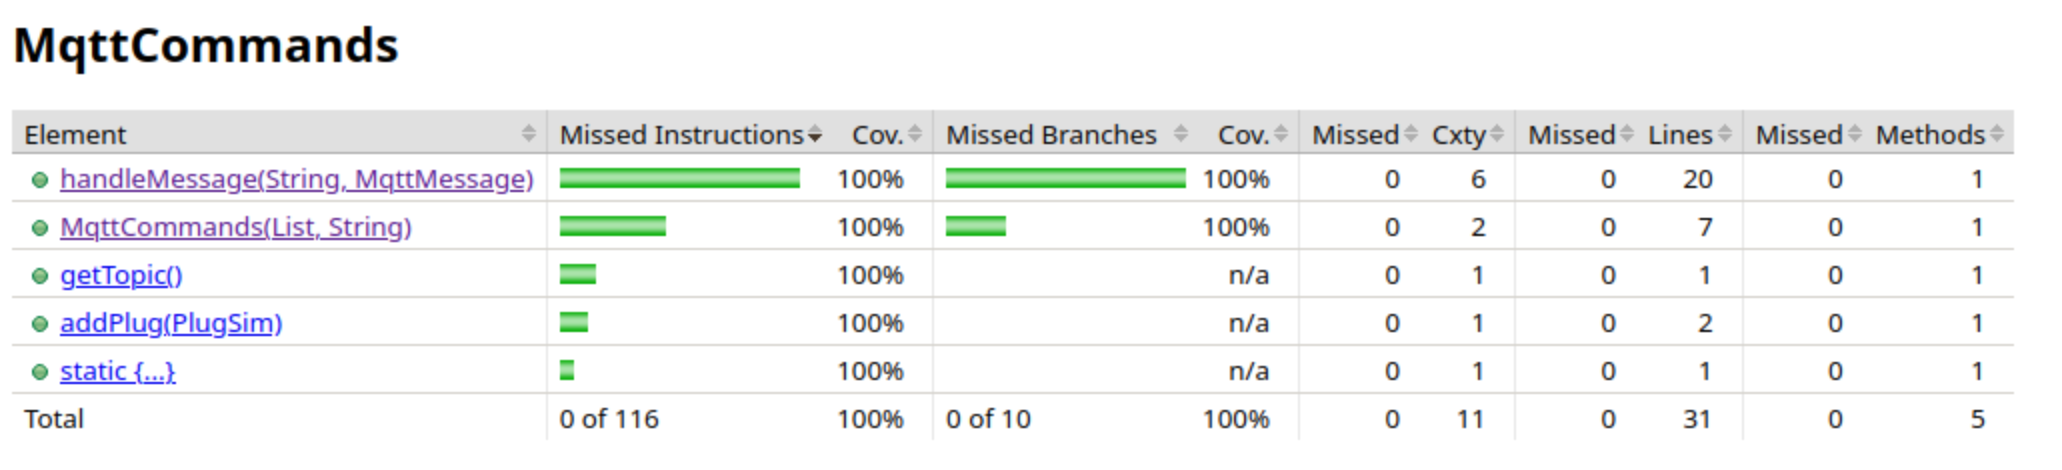 MqttCommands
Element Missed Instructions Cov. Missed Branches Cov. Missed Cxty Missed Lines Missed Methods
handleMessage(String, MqttMessage) 100% 100% 0 6 0 20 0 1
MqttCommands(List, String) 100% 100% 0 2 0 7 0 1
getTopic() 100% n/a 0 1 0 1 0 1
addPlug(PlugSim) 100% n/a 0 1 0 2 0 1
static {...} 100% n/a 0 1 0 1 0 1
Total 0 of 116 100% 0 of 10 100% 0 11 0 31 0 5